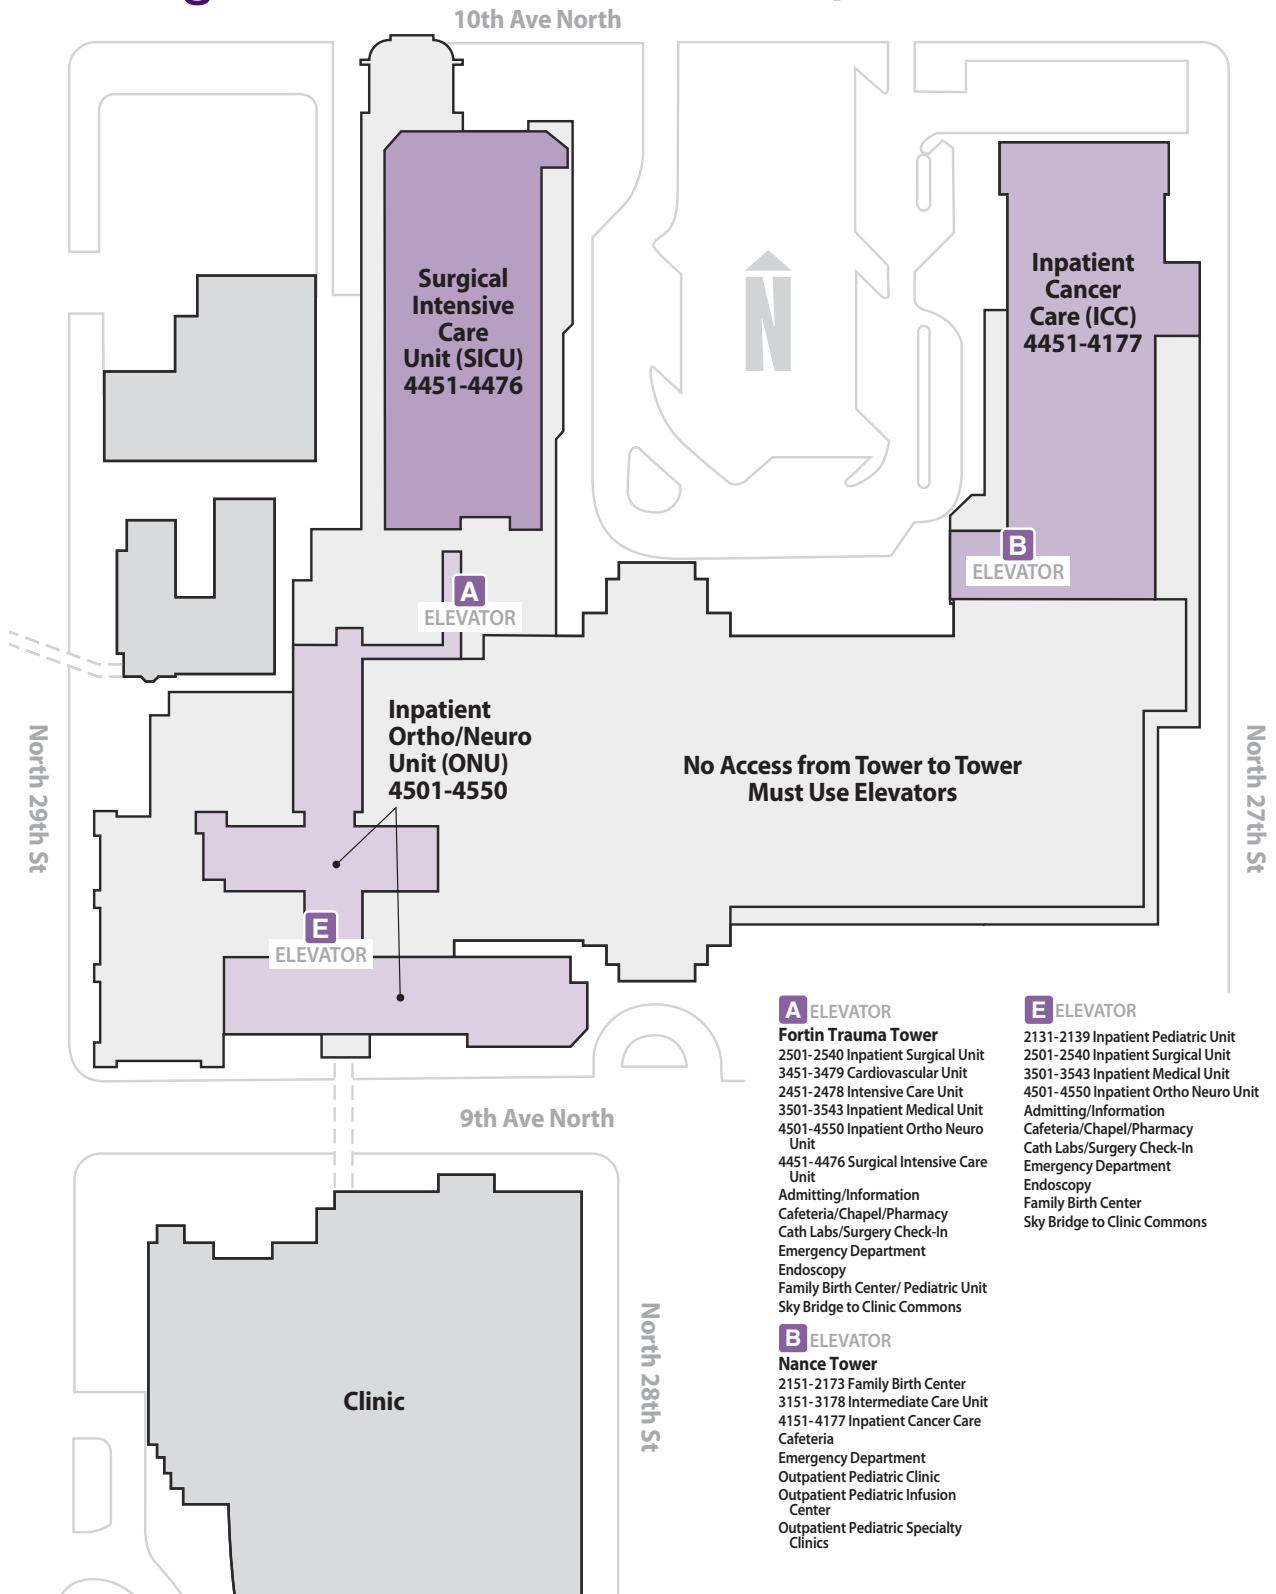 10th Ave North
Surgical
Intensive
Care
Unit (SICU)
4451-4476
Inpatient
Cancer
Care (ICC)
4451-4177
N
B
ELEVATOR
A
ELEVATOR
Inpatient
Ortho/Neuro
Unit (ONU)
4501-4550
No Access from Tower to Tower
Must Use Elevators
North 29th St
North 27th St
E
ELEVATOR
9th Ave North
North 28th St
Clinic
A ELEVATOR
Fortin Trauma Tower
2501-2540 Inpatient Surgical Unit
3451-3479 Cardiovascular Unit
2451-2478 Intensive Care Unit
3501-3543 Inpatient Medical Unit
4501-4550 Inpatient Ortho Neuro
Unit
4451-4476 Surgical Intensive Care
Unit
Admitting/Information
Cafeteria/Chapel/Pharmacy
Cath Labs/Surgery Check-In
Emergency Department
Endoscopy
Family Birth Center/ Pediatric Unit
Sky Bridge to Clinic Commons
B ELEVATOR
Nance Tower
2151-2173 Family Birth Center
3151-3178 Intermediate Care Unit
4151-4177 Inpatient Cancer Care
Cafeteria
Emergency Department
Outpatient Pediatric Clinic
Outpatient Pediatric Infusion
Center
Outpatient Pediatric Specialty
Clinics
E ELEVATOR
2131-2139 Inpatient Pediatric Unit
2501-2540 Inpatient Surgical Unit
3501-3543 Inpatient Medical Unit
4501-4550 Inpatient Ortho Neuro Unit
Admitting/Information
Cafeteria/Chapel/Pharmacy
Cath Labs/Surgery Check-In
Emergency Department
Endoscopy
Family Birth Center
Sky Bridge to Clinic Commons